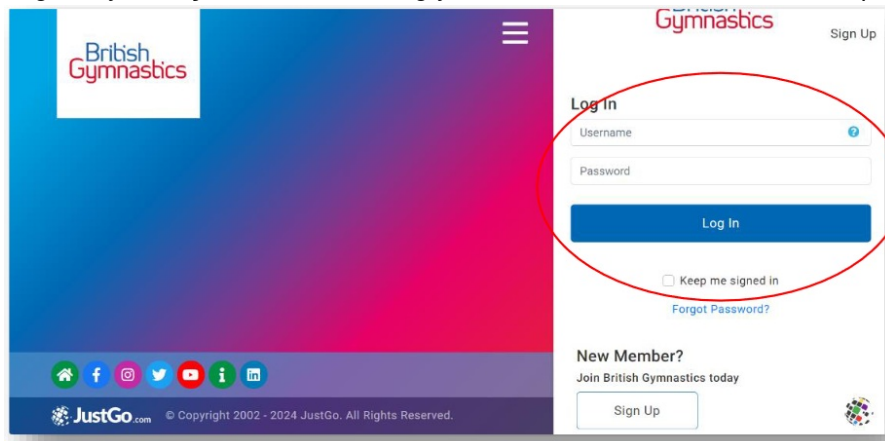 British
Gymnastics
Gymnastics
Sign Up
Log In
Username
Password
Log In
Keep me signed in
Forgot Password?
New Member?
Join British Gymnastics today
Sign Up
JustGo.com © Copyright 2002 - 2024 JustGo. All Rights Reserved.